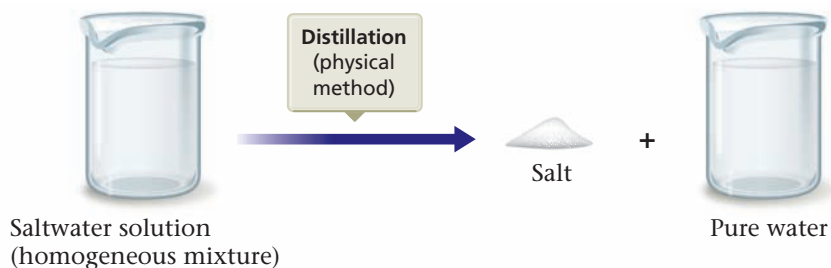 Distillation
(physical
method)
Salt
+
Saltwater solution
(homogeneous mixture)
Pure water